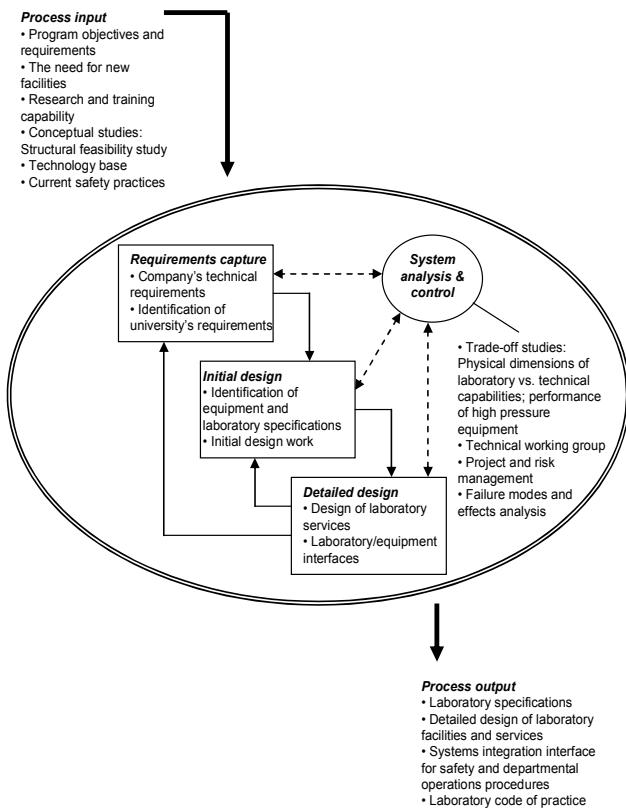 Process input
• Program objectives and
requirements
• The need for new
facilities
• Research and training
capability
• Conceptual studies:
Structural feasibility study
• Technology base
• Current safety practices
Requirements capture
• Company's technical
requirements
• Identification of
university's requirements
System
analysis &
control
Initial design
• Identification of
equipment and
laboratory specifications
• Initial design work
• Trade-off studies:
Physical dimensions of
laboratory vs. technical
capabilities; performance
of high pressure
equipment
• Technical working group
• Project and risk
management
• Failure modes and
effects analysis
Detailed design
• Design of laboratory
services
• Laboratory/equipment
interfaces
Process output
• Laboratory specifications
• Detailed design of laboratory
facilities and services
• Systems integration interface
for safety and departmental
operations procedures
• Laboratory code of practice